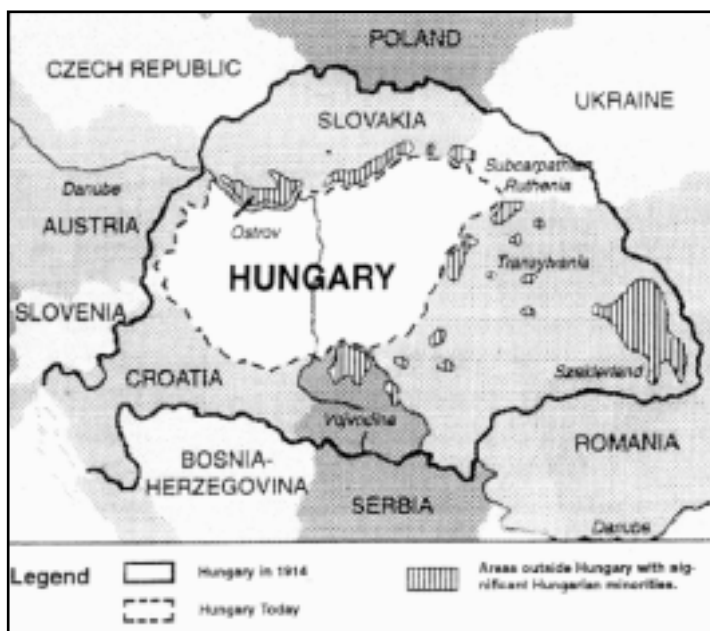 POLAND
CZECH REPUBLIC
UKRAINE
SLOVAKIA
Subcarpathian
Ruthenia
Danube
AUSTRIA
Ostrov
HUNGARY
Transylvania
SLOVENIA
CROATIA
Szeklerland
Vojvodina
ROMANIA
BOSNIA-
HERZEGOVINA
SERBIA
Danube
Legend
Hungary in 1914
Areas outside Hungary with sig-
nificant Hungarian minorities.
Hungary Today